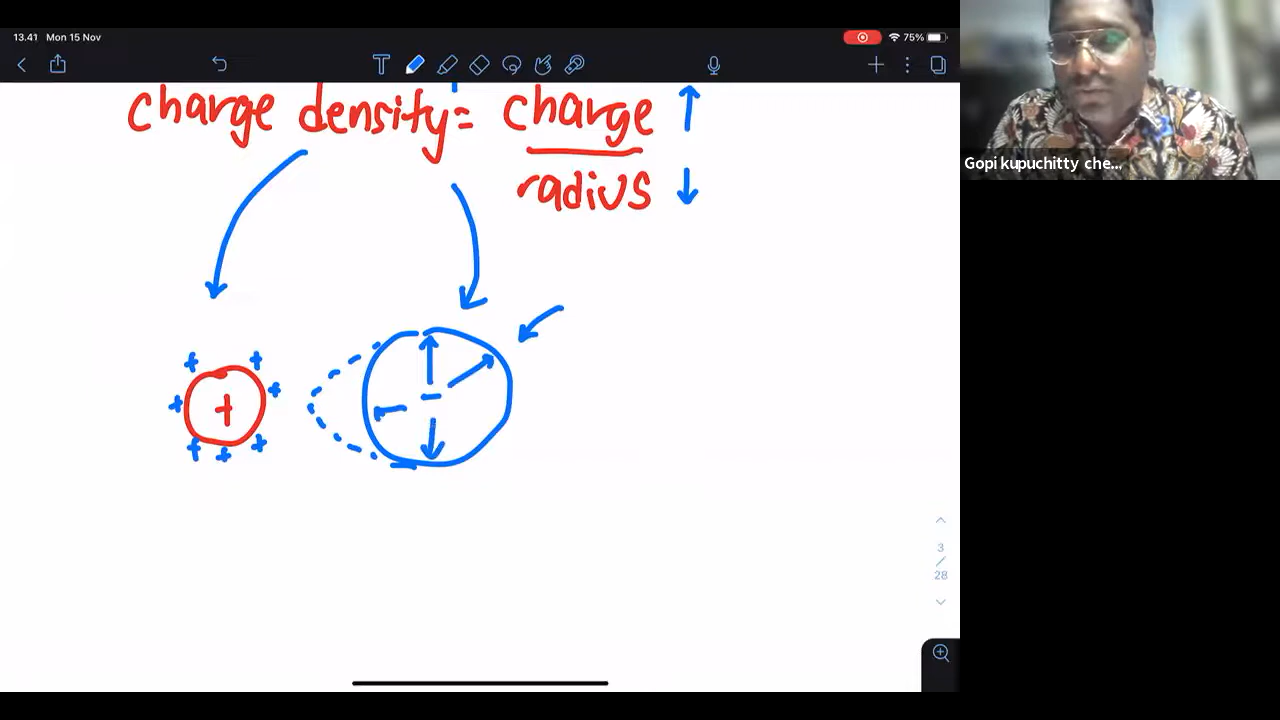 13.41 Mon 15 Nov
75%
T
charge density = charge
radius
Gopi kupuchitty che...
+ +
+ + +
+ + +
+
3
/
28